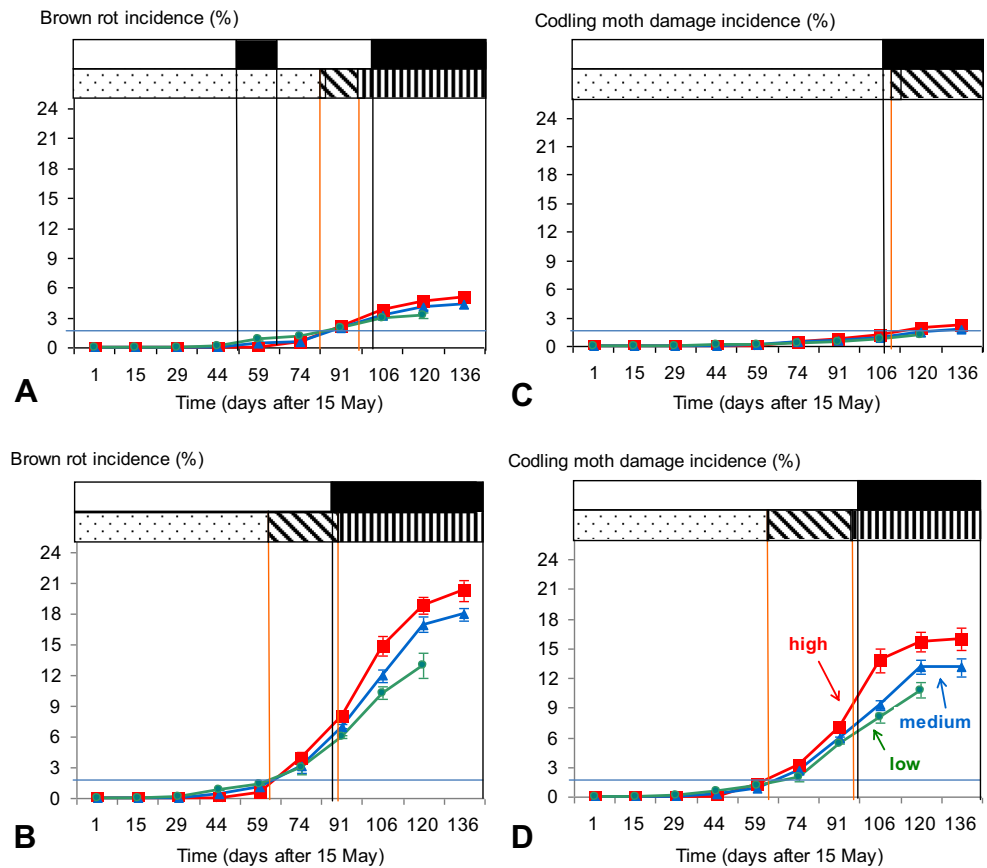 Brown rot incidence (%)
24
21
18
15
12
9
6
3
0
1 15 29 44 59 74 91 106 120 136
A
Time (days after 15 May)
Codling moth damage incidence (%)
24
21
18
15
12
9
6
3
0
1 15 29 44 59 74 91 106 120 136
C
Time (days after 15 May)
Brown rot incidence (%)
24
21
18
15
12
9
6
3
0
1 15 29 44 59 74 91 106 120 136
B
Time (days after 15 May)
Codling moth damage incidence (%)
24
21
18
15
12
9
6
3
0
high
medium
low
1 15 29 44 59 74 91 106 120 136
D
Time (days after 15 May)